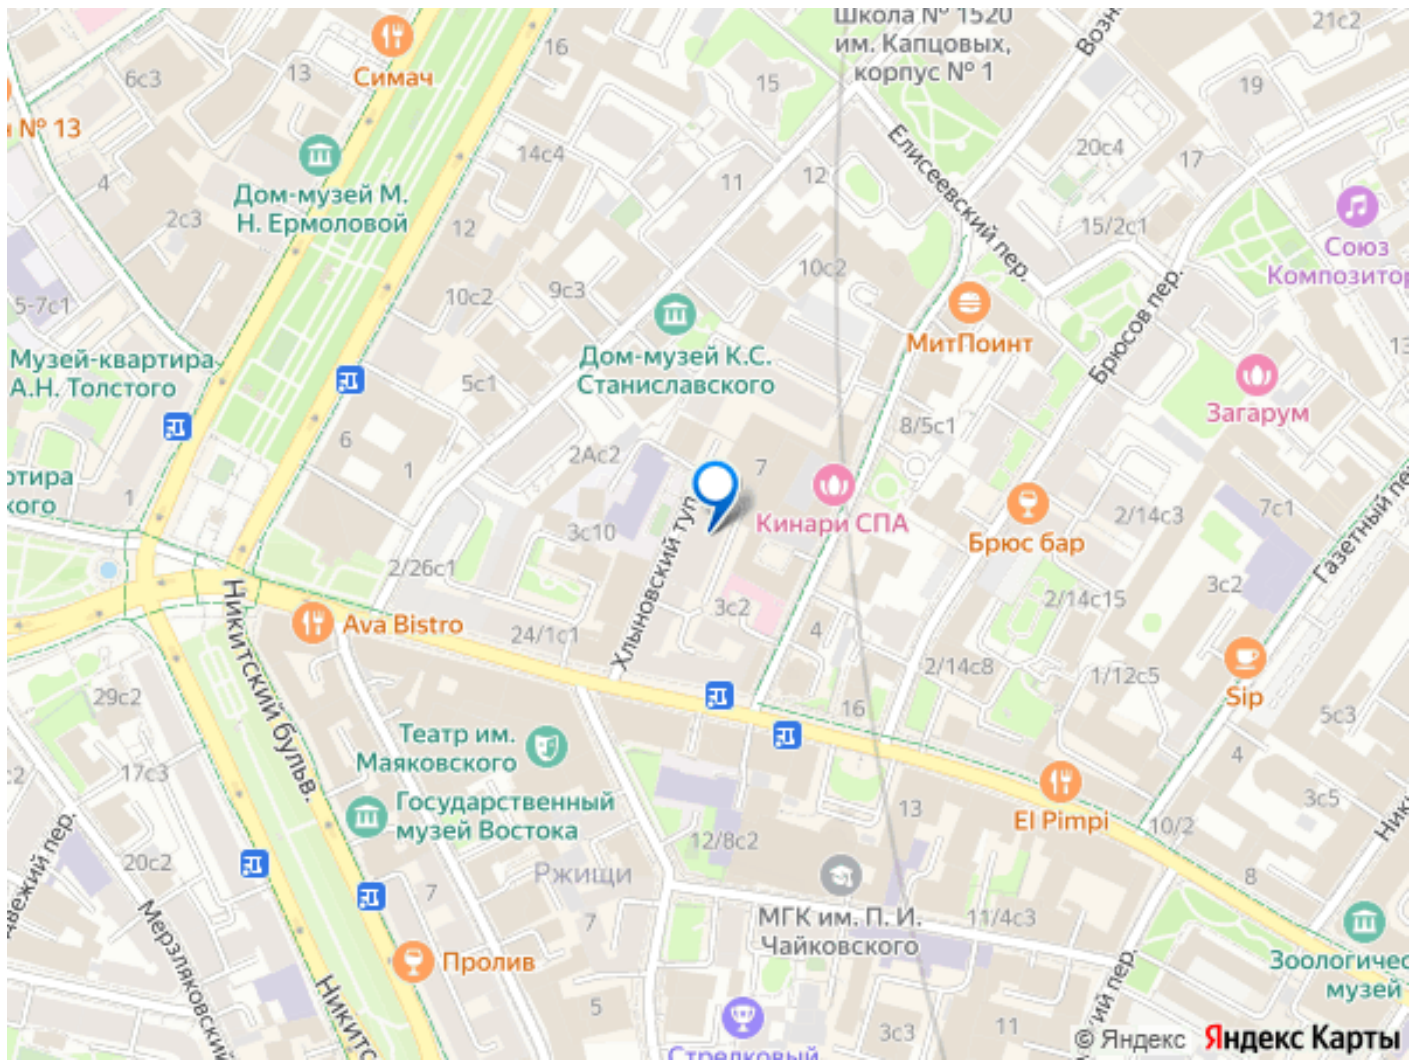 Школа № 1520
им. Капцовых,
корпус № 1
21с2
16
13
6с3
Симач
15
19
№ 13
Дом-музей М.
Н. Ермоловой
14с4
Елисеевский пер.
20с4
17
4
11
12
2с3
12
15/2с1
Союз
10с2
9с3
10с2
5-7с1
МитПоинт
Брюсов пер.
Музей-квартира
А.Н. Толстого
Дом-музей К.С.
Станиславского
5с1
13
Загарум
8/5с1
6
1
2Ас2
7
1
Кинари СПА
7с1
2/14с3
Брюс бар
3с10
Хлыновский туп.
Газетный пер.
2/26с1
3с2
3с2
2/14с15
Ava Bistro
24/1с1
4
Никитский бульв.
2/14с8
1/12с5
Sip
29с2
16
5с3
4
Театр им.
Маяковского
17с3
Государственный
музей Востока
3с5
13
El Pimpi
10/2
12/8с2
20с2
Ржищи
8
7
7
МГК им. П. И.
Чайковского
11/4с3
Мерзляковский
Пролив
музей
5
3с3
11
Стрелковый
© Яндекс Яндекс Карты